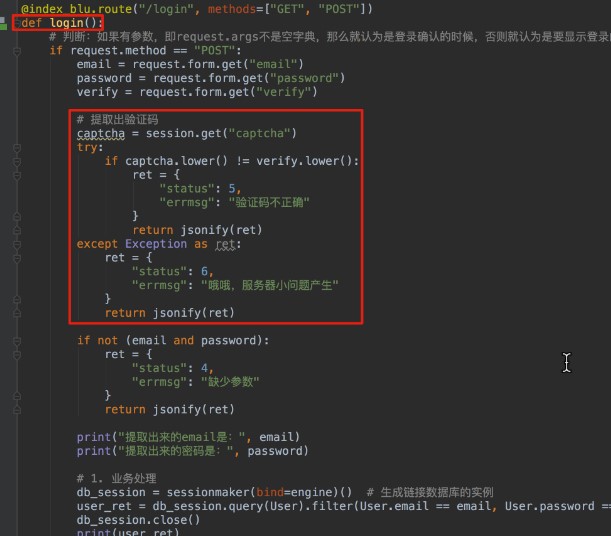 @index_blu.route("/login", methods=["GET", "POST"])
def login():
# 判断：如果有参数，即request.args不是空字典，那么就认为是登录确认的时候，否则就认为是要显示登录
if request.method == "POST":
email = request.form.get("email")
password = request.form.get("password")
verify = request.form.get("verify")
# 提取出验证码
captcha = session.get("captcha")
try:
if captcha.lower() != verify.lower():
ret = {
"status": 5,
"errmsg": "验证码不正确"
}
return jsonify(ret)
except Exception as ret:
ret = {
"status": 6,
"errmsg": "哦哦，服务器小问题产生"
}
return jsonify(ret)
if not (email and password):
ret = {
"status": 4,
"errmsg": "缺少参数"
}
return jsonify(ret)
print("提取出来的email是：", email)
print("提取出来的密码是：", password)
# 1. 业务处理
db_session = sessionmaker(bind=engine)()  # 生成链接数据库的实例
user_ret = db_session.query(User).filter(User.email == email, User.password ==
db_session.close()
print(user_ret)